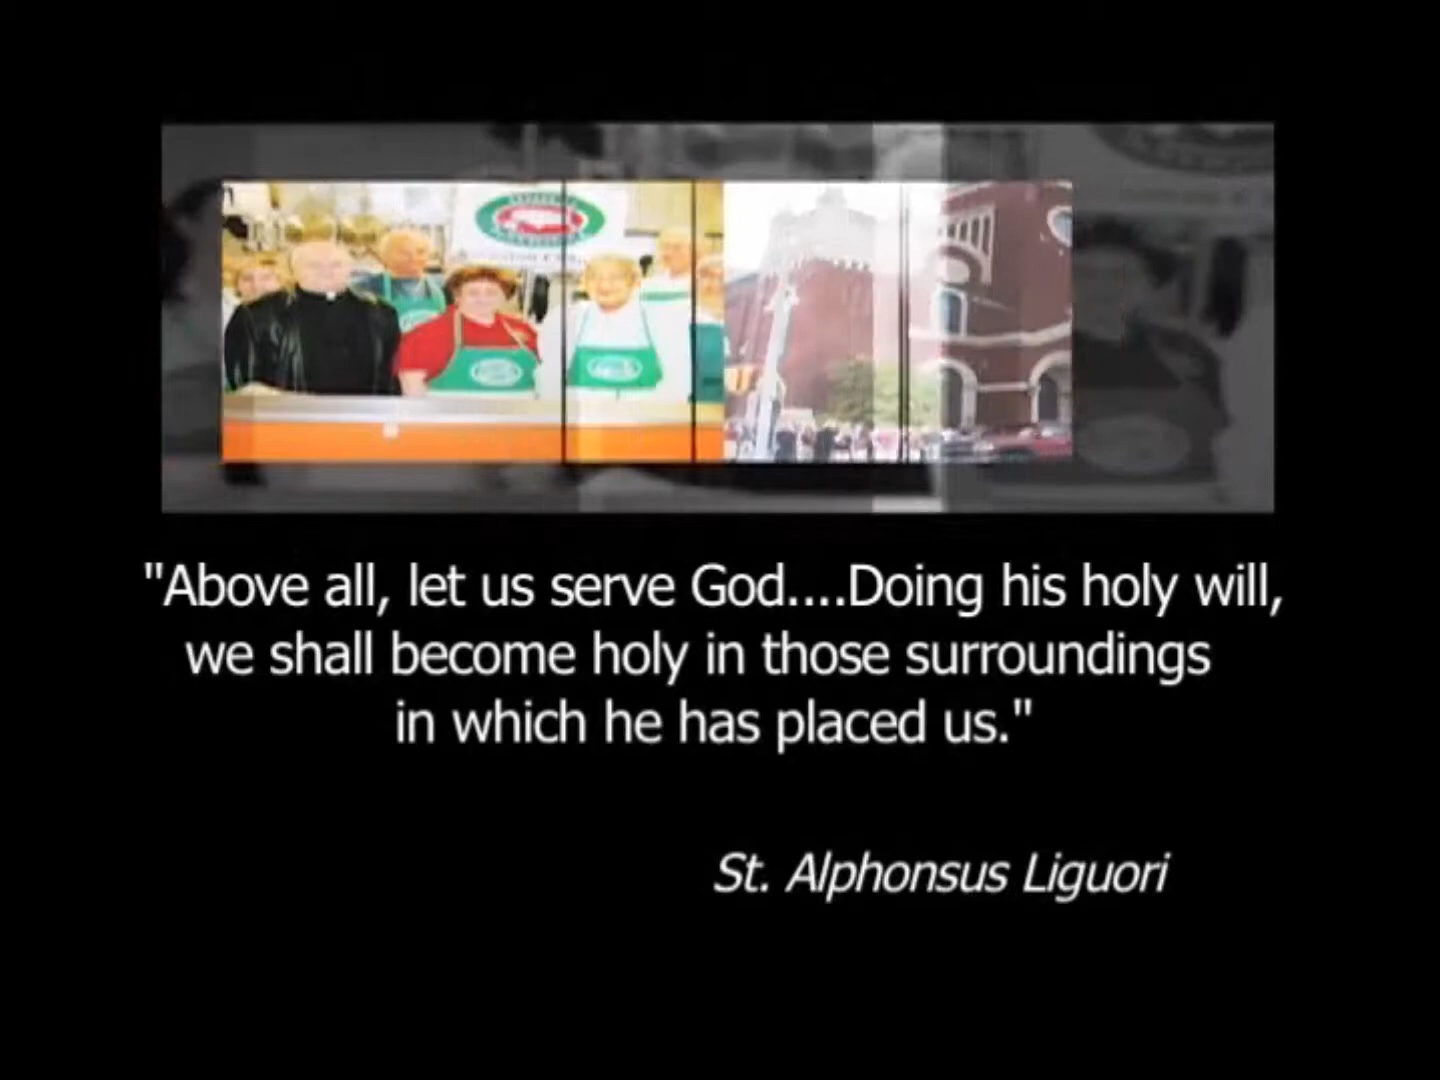 "Above all, let us serve God....Doing his holy will,
we shall become holy in those surroundings
in which he has placed us."
St. Alphonsus Liguori